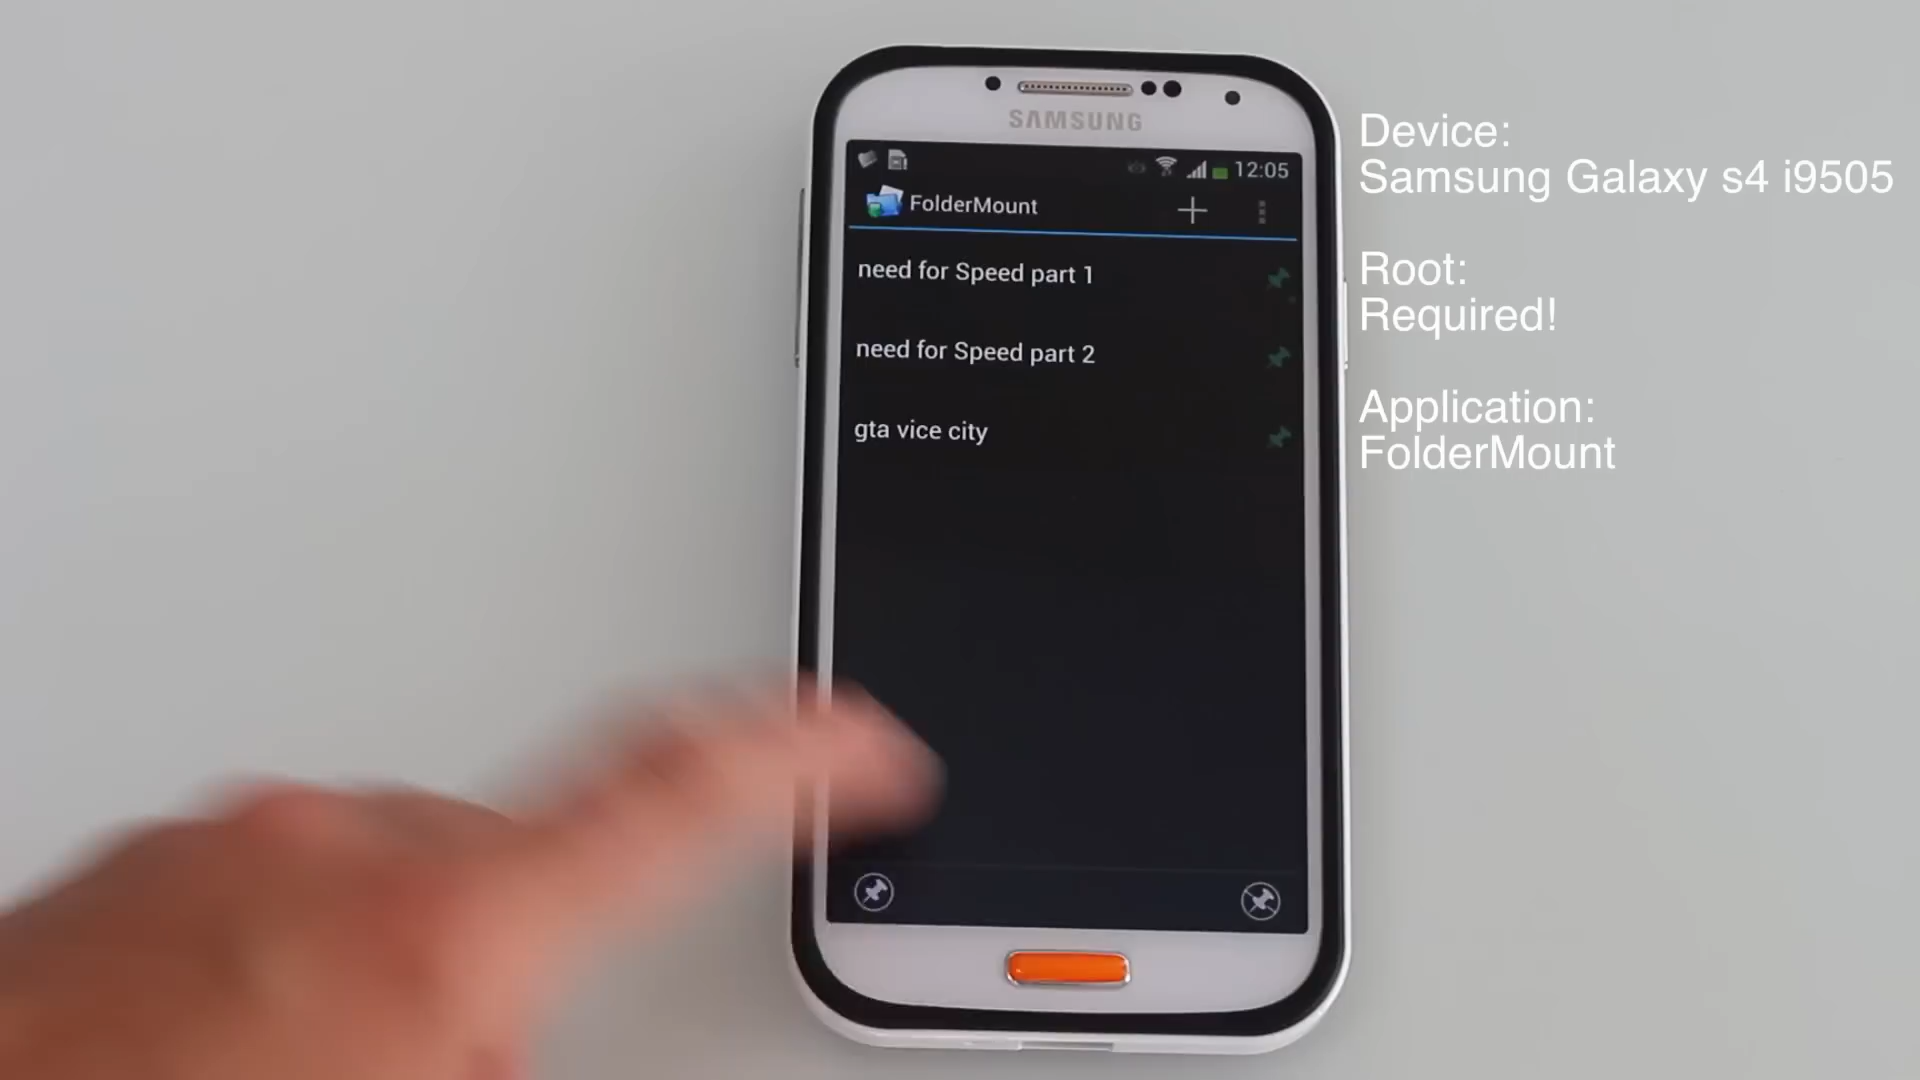 SAMSUNG
12:05
FolderMount
need for Speed part 1
need for Speed part 2
gta vice city
Device:
Samsung Galaxy s4 i9505
Root:
Required!
Application:
FolderMount